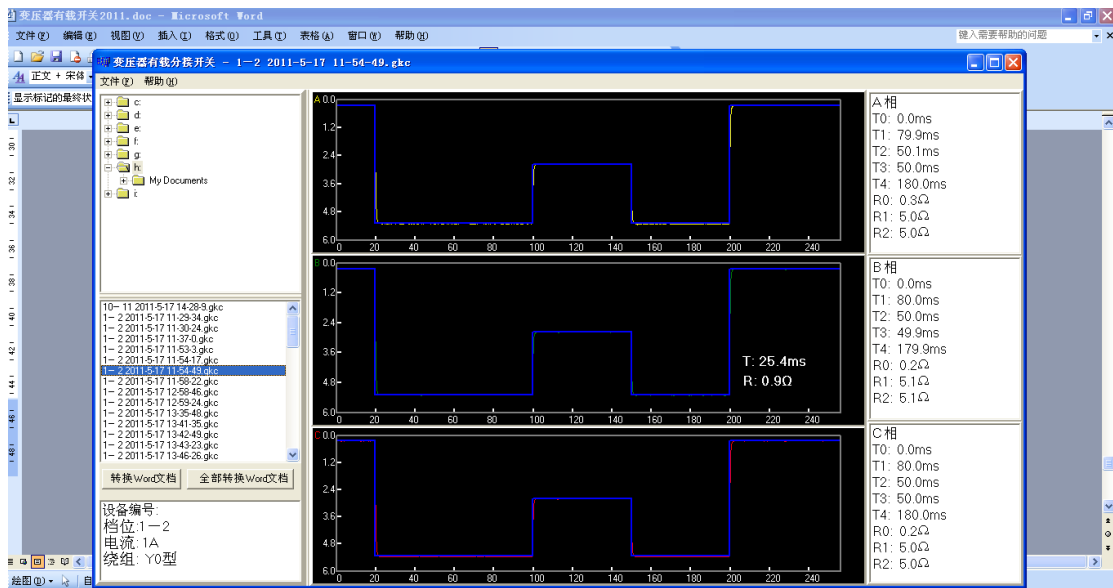 变压器有载开关2011.doc - Microsoft Word
文件(F) 编辑(E) 视图(V) 插入(I) 格式(O) 工具(T) 表格(A) 窗口(W) 帮助(H)
键入需要帮助的问题
正文 + 宋体
显示标记的最终状
变压器有载分接开关 - 1-2 2011-5-17 11-54-49.gkc
文件(F) 帮助(H)
c:
d:
e:
f:
g:
h:
My Documents
i:
10- 11 2011-5-17 14-28-9.gkc
1- 2 2011-5-17 11-29-34.gkc
1- 2 2011-5-17 11-30-24.gkc
1- 2 2011-5-17 11-37-0.gkc
1- 2 2011-5-17 11-53-3.gkc
1- 2 2011-5-17 11-54-17.gkc
1- 2 2011-5-17 11-54-49.gkc
1- 2 2011-5-17 11-58-22.gkc
1- 2 2011-5-17 12-58-46.gkc
1- 2 2011-5-17 12-59-24.gkc
1- 2 2011-5-17 13-35-48.gkc
1- 2 2011-5-17 13-41-35.gkc
1- 2 2011-5-17 13-42-49.gkc
1- 2 2011-5-17 13-43-23.gkc
1- 2 2011-5-17 13-46-26.gkc
转换Word文档 全部转换Word文档
设备编号:
档位:1-2
电流: 1A
绕组: Y0型
A 0.0
1.2
2.4
3.6
4.8
6.0
0 20 40 60 80 100 120 140 160 180 200 220 240
B 0.0
1.2
2.4
3.6
4.8
6.0
0 20 40 60 80 100 120 140 160 180 200 220 240
T: 25.4ms
R: 0.9Ω
C 0.0
1.2
2.4
3.6
4.8
6.0
0 20 40 60 80 100 120 140 160 180 200 220 240
A相
T0: 0.0ms
T1: 79.9ms
T2: 50.1ms
T3: 50.0ms
T4: 180.0ms
R0: 0.3Ω
R1: 5.0Ω
R2: 5.0Ω
B相
T0: 0.0ms
T1: 80.0ms
T2: 50.0ms
T3: 49.9ms
T4: 179.9ms
R0: 0.2Ω
R1: 5.1Ω
R2: 5.1Ω
C相
T0: 0.0ms
T1: 80.0ms
T2: 50.0ms
T3: 50.0ms
T4: 180.0ms
R0: 0.2Ω
R1: 5.0Ω
R2: 5.0Ω
30
32
34
36
38
40
42
44
46
48
绘图(D)